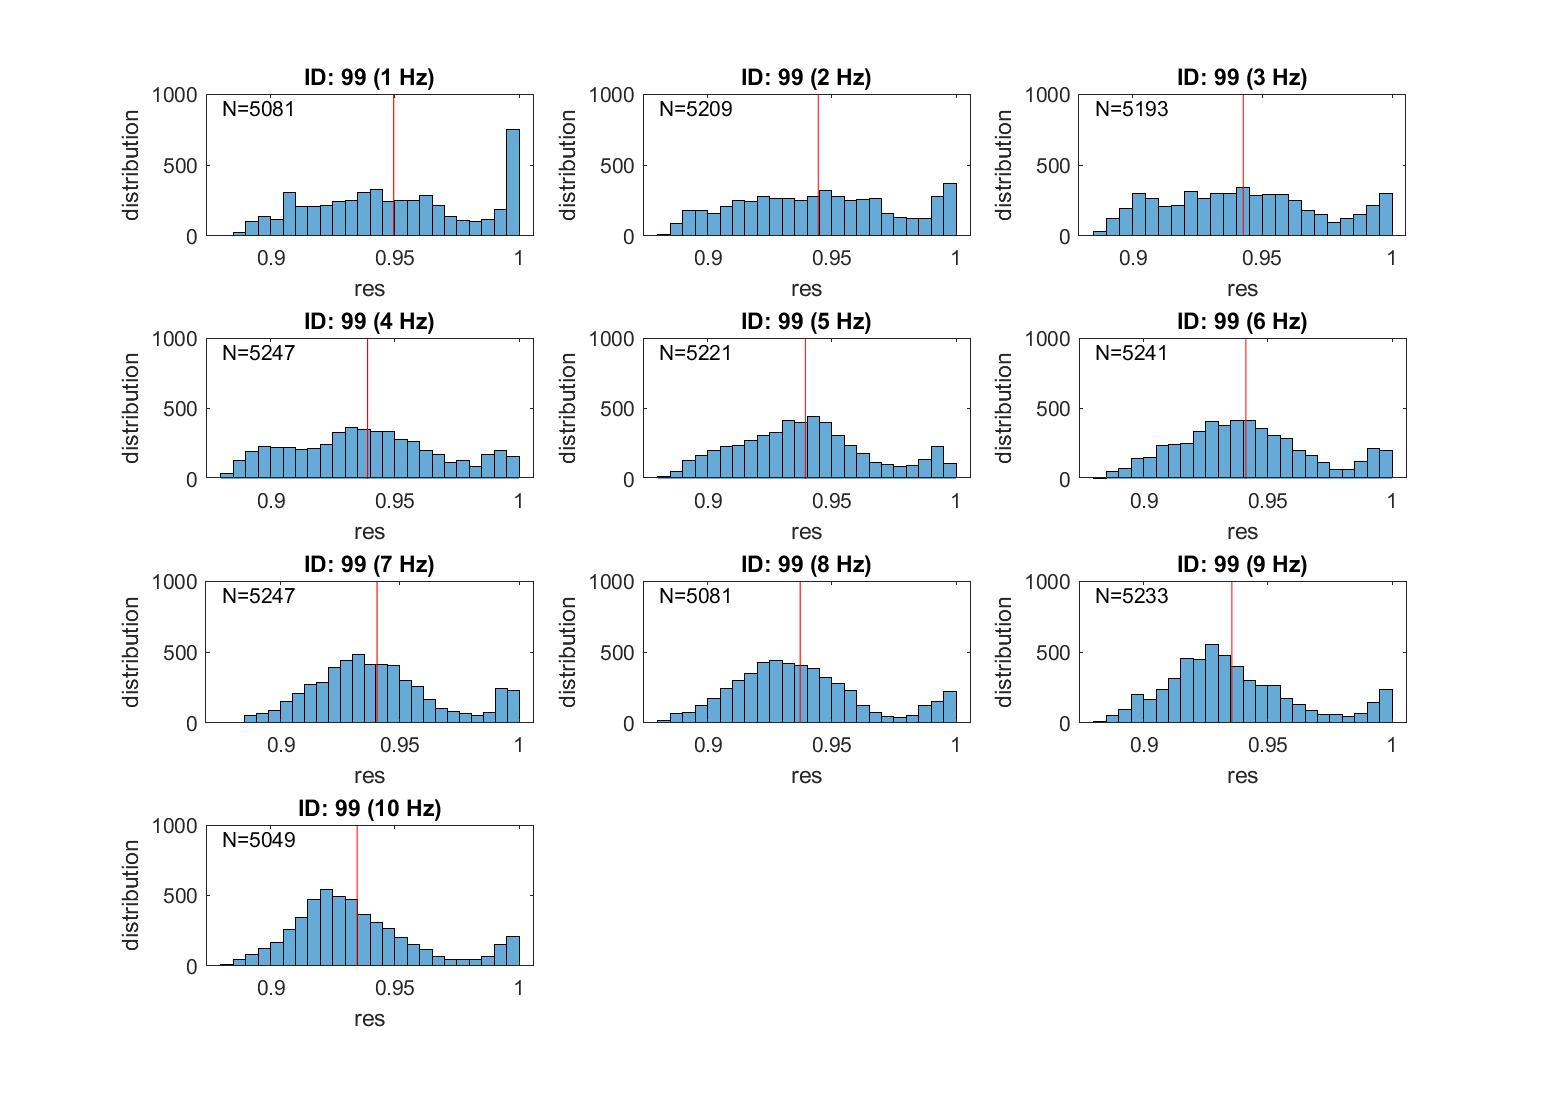 ID: 99 (1 Hz)
N=5081
distribution
1000
500
0
0.9 0.95 1
res
ID: 99 (2 Hz)
N=5209
distribution
1000
500
0
0.9 0.95 1
res
ID: 99 (3 Hz)
N=5193
distribution
1000
500
0
0.9 0.95 1
res
ID: 99 (4 Hz)
N=5247
distribution
1000
500
0
0.9 0.95 1
res
ID: 99 (5 Hz)
N=5221
distribution
1000
500
0
0.9 0.95 1
res
ID: 99 (6 Hz)
N=5241
distribution
1000
500
0
0.9 0.95 1
res
ID: 99 (7 Hz)
N=5247
distribution
1000
500
0
0.9 0.95 1
res
ID: 99 (8 Hz)
N=5081
distribution
1000
500
0
0.9 0.95 1
res
ID: 99 (9 Hz)
N=5233
distribution
1000
500
0
0.9 0.95 1
res
ID: 99 (10 Hz)
N=5049
distribution
1000
500
0
0.9 0.95 1
res